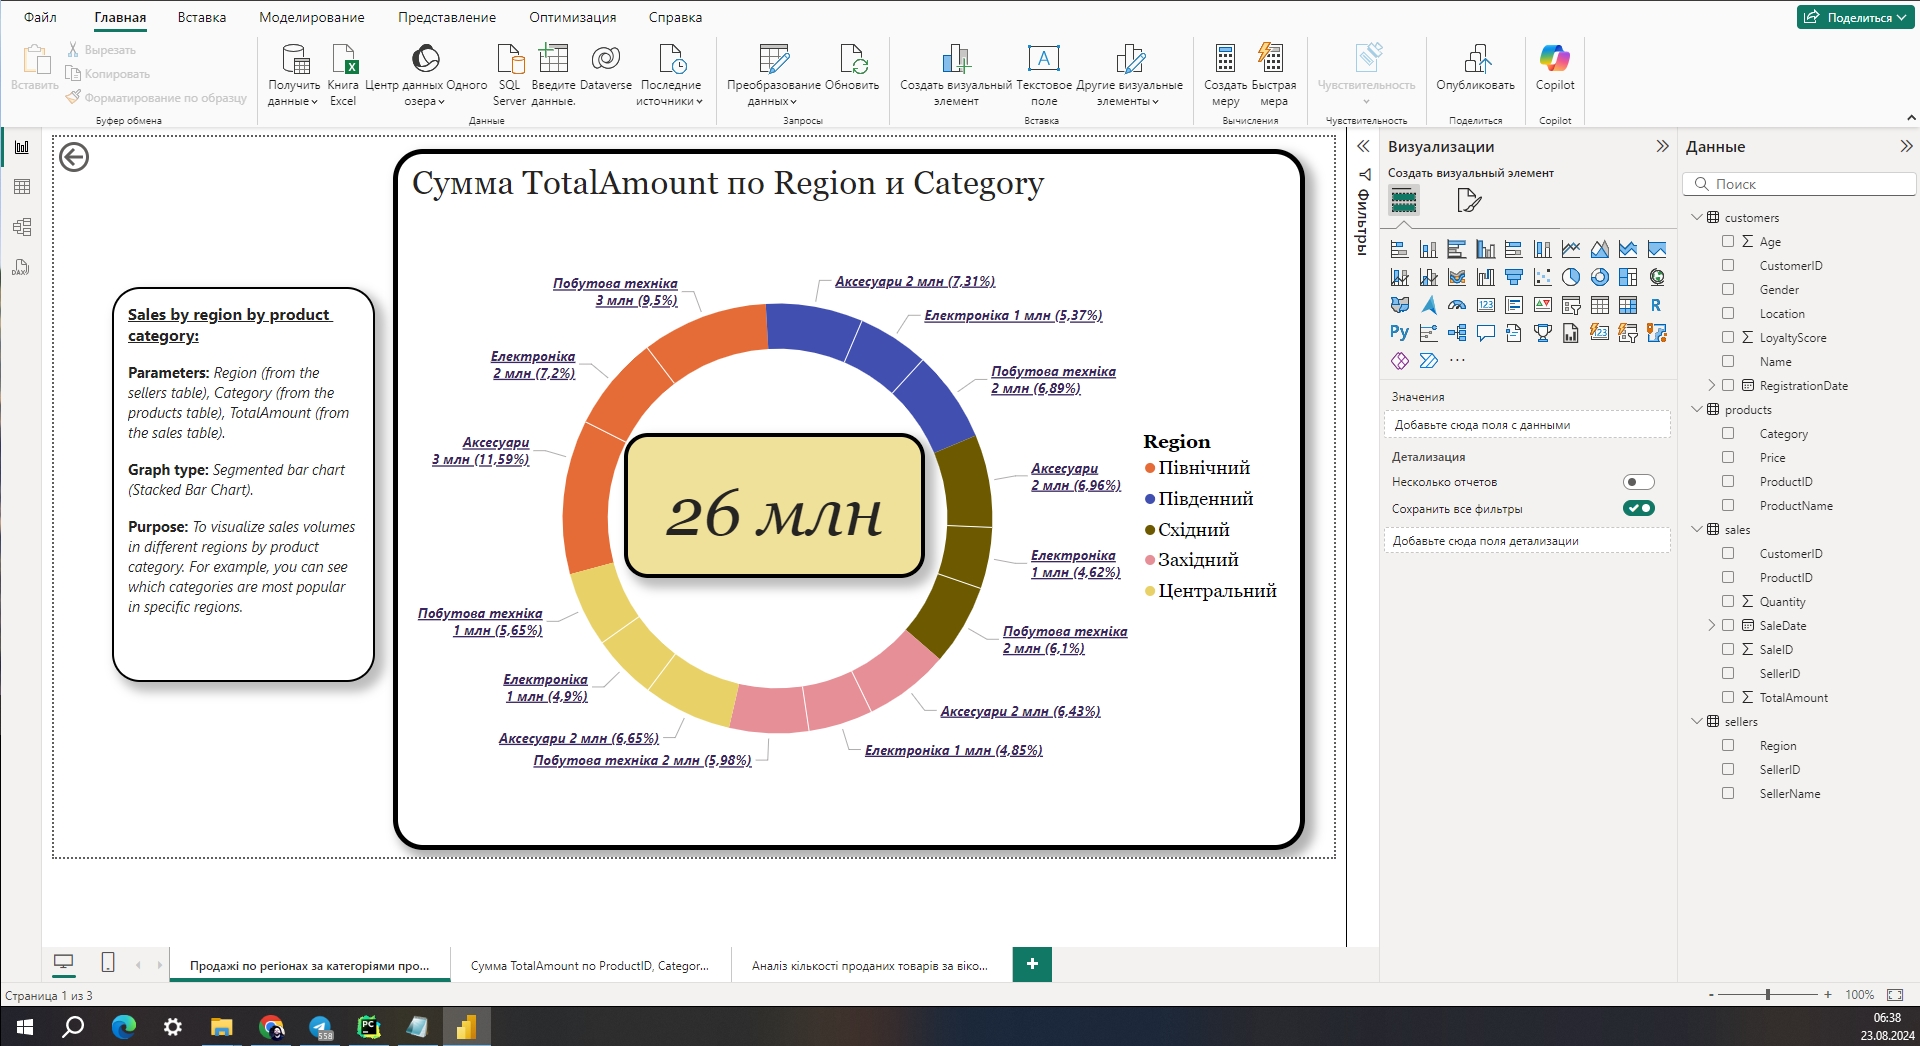 Файл
Главная
Вставка
Моделирование
Представление
Оптимизация
Справка
Поделиться
Вставить
Вырезать
Копировать
Форматирование по образцу
Буфер обмена
Получить
данные
Книга
Excel
Центр данных Одного
озера
SQL
Server
Введите
данные.
Dataverse
Последние
источники
Данные
Преобразование
данных
Обновить
Запросы
Создать визуальный
элемент
Текстовое
поле
Другие визуальные
элементы
Вставка
Создать
меру
Быстрая
мера
Вычисления
Чувствительность
Чувствительность
Опубликовать
Поделиться
Copilot
Copilot
DAX
Sales by region by product
category:
Parameters: Region (from the
sellers table), Category (from the
products table), TotalAmount (from
the sales table).
Graph type: Segmented bar chart
(Stacked Bar Chart).
Purpose: To visualize sales volumes
in different regions by product
category. For example, you can see
which categories are most popular
in specific regions.
Сумма TotalAmount по Region и Category
Побутова техніка
3 млн (9,5%)
Аксесуари 2 млн (7,31%)
Електроніка 1 млн (5,37%)
Електроніка
2 млн (7,2%)
Побутова техніка
2 млн (6,89%)
Аксесуари
3 млн (11,59%)
Аксесуари
2 млн (6,96%)
26 млн
Електроніка
1 млн (4,62%)
Побутова техніка
1 млн (5,65%)
Побутова техніка
2 млн (6,1%)
Електроніка
1 млн (4,9%)
Аксесуари 2 млн (6,43%)
Аксесуари 2 млн (6,65%)
Електроніка 1 млн (4,85%)
Побутова техніка 2 млн (5,98%)
Region
Північний
Південний
Східний
Західний
Центральний
Фильтры
Визуализации
Создать визуальный элемент
123
R
Py
123
...
Значения
Добавьте сюда поля с данными
Детализация
Несколько отчетов
Сохранить все фильтры
Добавьте сюда поля детализации
Данные
Поиск
customers
Age
CustomerID
Gender
Location
LoyaltyScore
Name
RegistrationDate
products
Category
Price
ProductID
ProductName
sales
CustomerID
ProductID
Quantity
SaleDate
SaleID
SellerID
TotalAmount
sellers
Region
SellerID
SellerName
Продажі по регіонах за категоріями про...
Сумма TotalAmount по ProductID, Categor...
Аналіз кількості проданих товарів за віко...
+
Страница 1 из 3
- + 100%
558
PC
06:38
23.08.2024